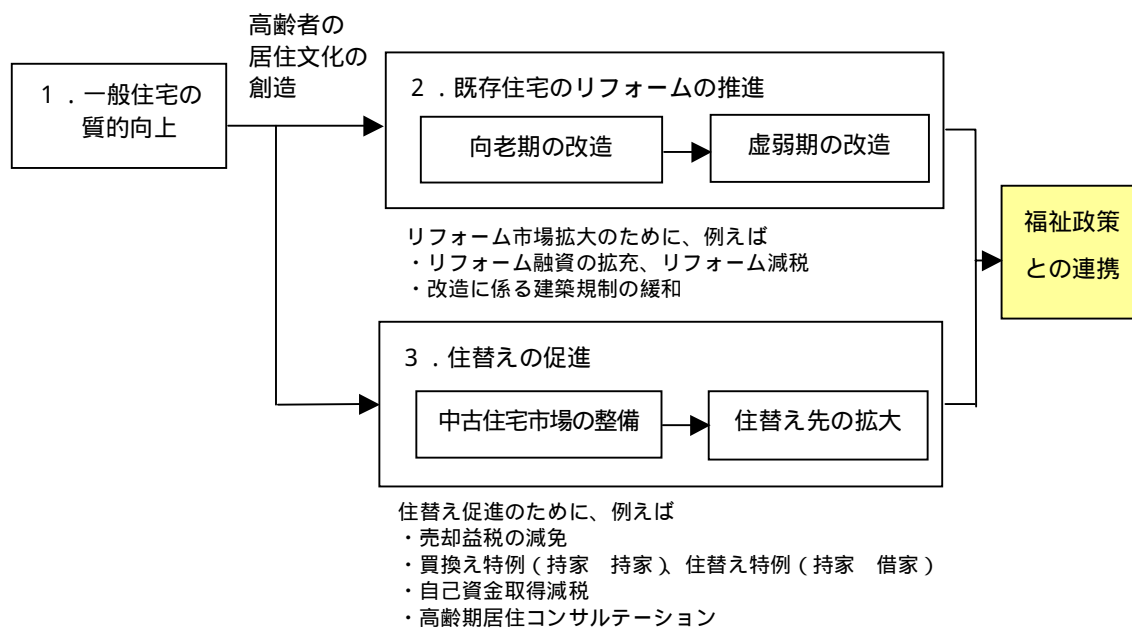 高齢者の
居住文化の
創造
１．一般住宅の
質的向上
２．既存住宅のリフォームの推進
向老期の改造
虚弱期の改造
リフォーム市場拡大のために、例えば
・リフォーム融資の拡充、リフォーム減税
・改造に係る建築規制の緩和
３．住替えの促進
中古住宅市場の整備
住替え先の拡大
住替え促進のために、例えば
・売却益税の減免
・買換え特例（持家　持家）、住替え特例（持家　借家）
・自己資金取得減税
・高齢期居住コンサルテーション
福祉政策
との連携